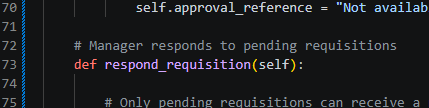 70 self.approval_reference = "Not availab
71
72 # Manager responds to pending requisitions
73 def respond_requisition(self):
74
75 # Only pending requisitions can receive a